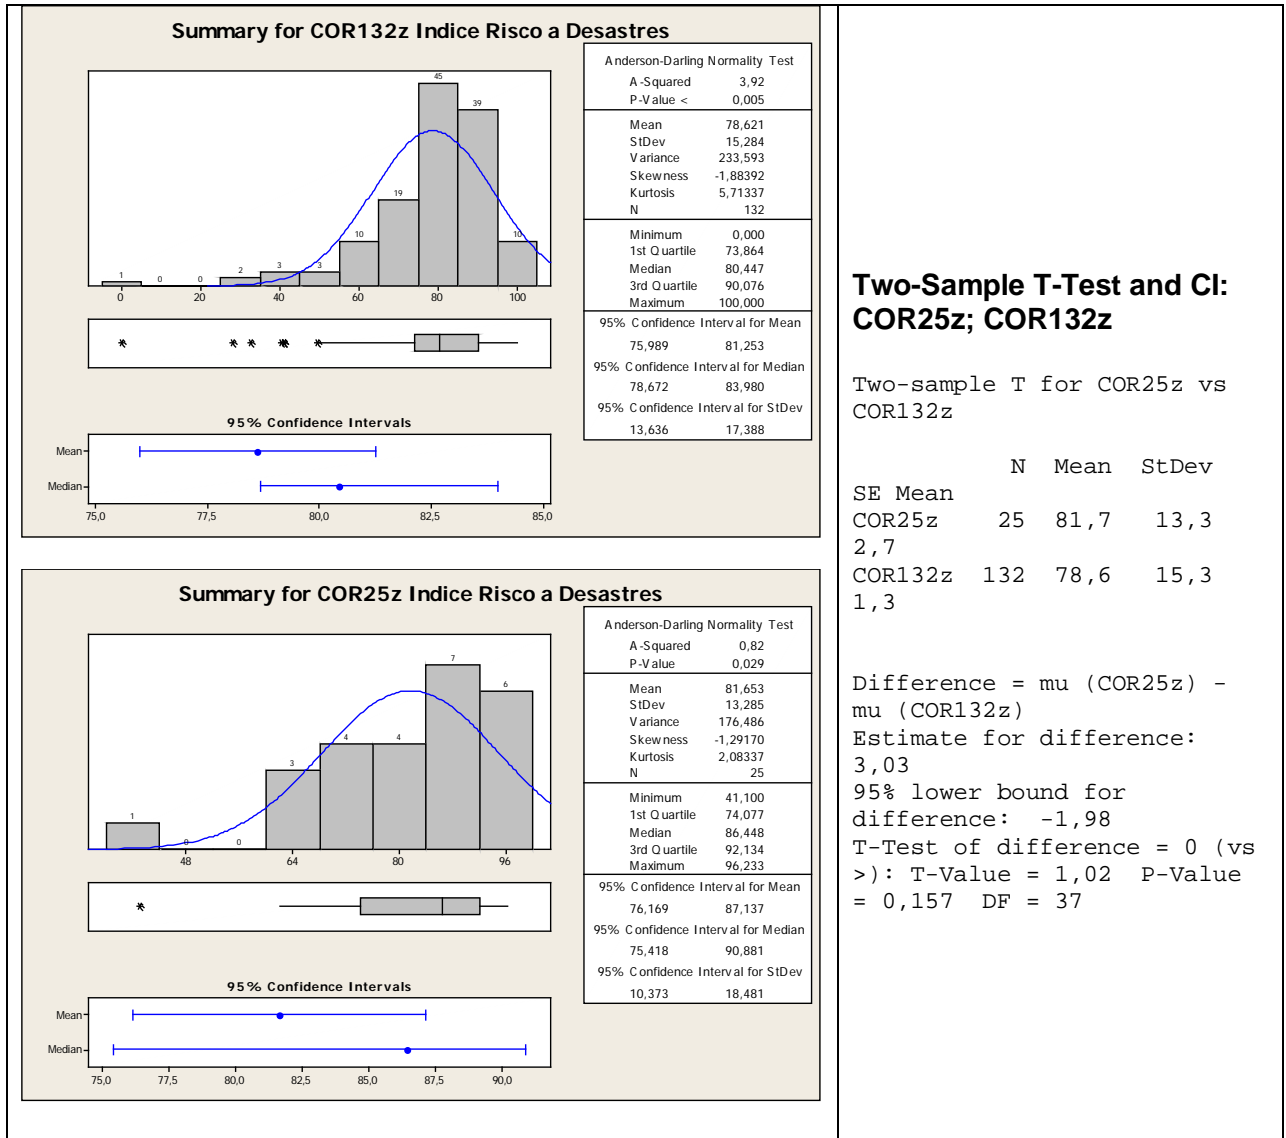 Summary for COR132z Indice Risco a Desastres
45
39
19
10
10
1
0
0
2
3
3
0 20 40 60 80 100
95% Confidence Intervals
Mean
Median
75,0 77,5 80,0 82,5 85,0
Anderson-Darling Normality Test
A-Squared 3,92
P-Value < 0,005
Mean 78,621
StDev 15,284
Variance 233,593
Skewness -1,88392
Kurtosis 5,71337
N 132
Minimum 0,000
1st Quartile 73,864
Median 80,447
3rd Quartile 90,076
Maximum 100,000
95% Confidence Interval for Mean
75,989 81,253
95% Confidence Interval for Median
78,672 83,980
95% Confidence Interval for StDev
13,636 17,388
Summary for COR25z Indice Risco a Desastres
7
6
4
4
3
1
0
0
48 64 80 96
95% Confidence Intervals
Mean
Median
75,0 77,5 80,0 82,5 85,0 87,5 90,0
Anderson-Darling Normality Test
A-Squared 0,82
P-Value 0,029
Mean 81,653
StDev 13,285
Variance 176,486
Skewness -1,29170
Kurtosis 2,08337
N 25
Minimum 41,100
1st Quartile 74,077
Median 86,448
3rd Quartile 92,134
Maximum 96,233
95% Confidence Interval for Mean
76,169 87,137
95% Confidence Interval for Median
75,418 90,881
95% Confidence Interval for StDev
10,373 18,481
Two-Sample T-Test and CI:
COR25z; COR132z
Two-sample T for COR25z vs
COR132z
N Mean StDev
SE Mean
COR25z 25 81,7 13,3
2,7
COR132z 132 78,6 15,3
1,3
Difference = mu (COR25z) -
mu (COR132z)
Estimate for difference:
3,03
95% lower bound for
difference: -1,98
T-Test of difference = 0 (vs
>): T-Value = 1,02 P-Value
= 0,157 DF = 37